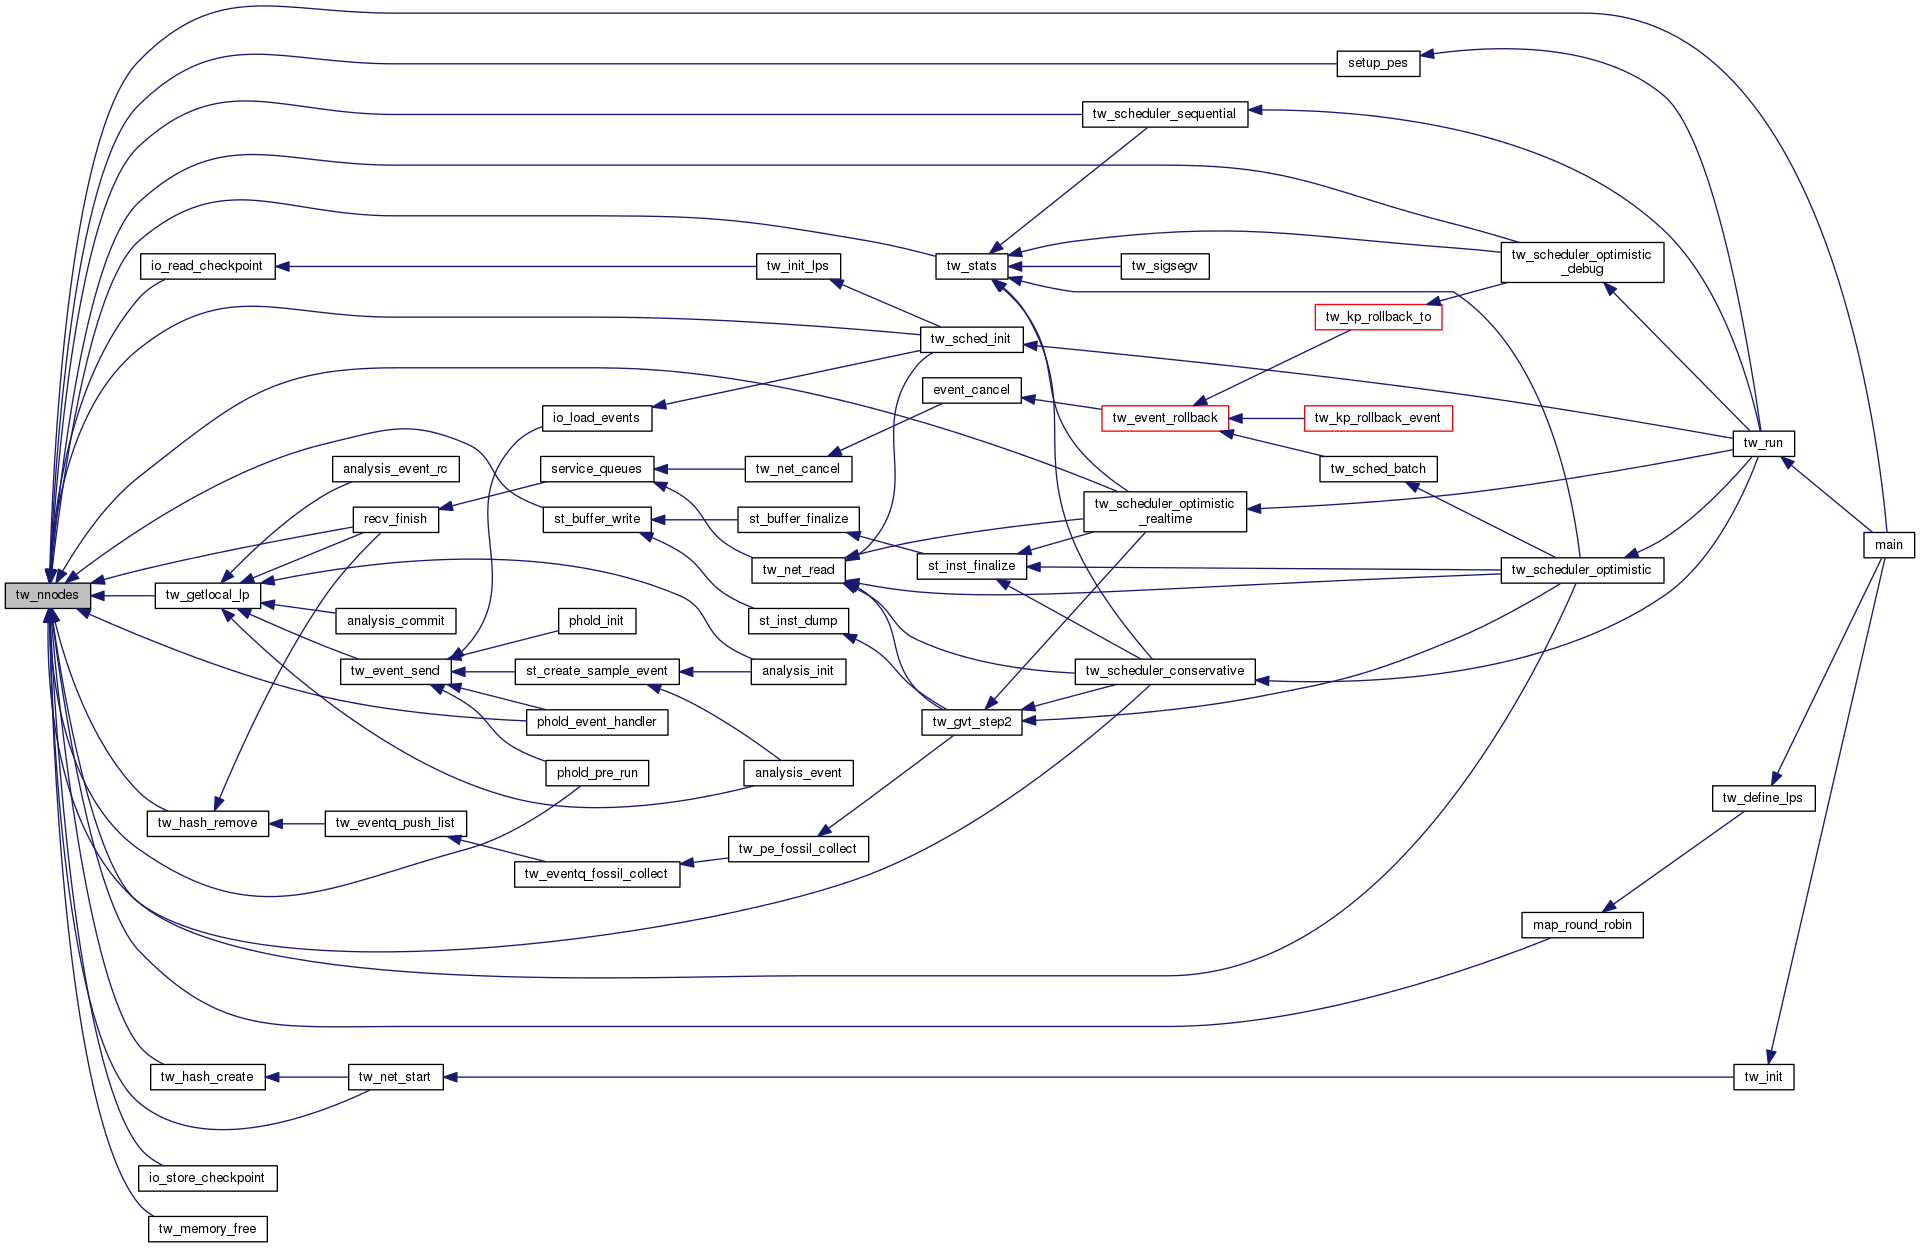 setup_pes
tw_scheduler_sequential
io_read_checkpoint
tw_init_lps
tw_stats
tw_sigsegv
tw_scheduler_optimistic
_debug
tw_kp_rollback_to
tw_sched_init
event_cancel
io_load_events
tw_event_rollback
tw_kp_rollback_event
tw_run
analysis_event_rc
service_queues
tw_net_cancel
tw_sched_batch
recv_finish
st_buffer_write
st_buffer_finalize
tw_scheduler_optimistic
_realtime
main
tw_nnodes
tw_getlocal_lp
tw_net_read
st_inst_finalize
tw_scheduler_optimistic
analysis_commit
phold_init
st_inst_dump
tw_event_send
st_create_sample_event
analysis_init
tw_scheduler_conservative
phold_event_handler
tw_gvt_step2
phold_pre_run
analysis_event
tw_define_lps
tw_hash_remove
tw_eventq_push_list
tw_pe_fossil_collect
tw_eventq_fossil_collect
map_round_robin
tw_hash_create
tw_net_start
tw_init
io_store_checkpoint
tw_memory_free